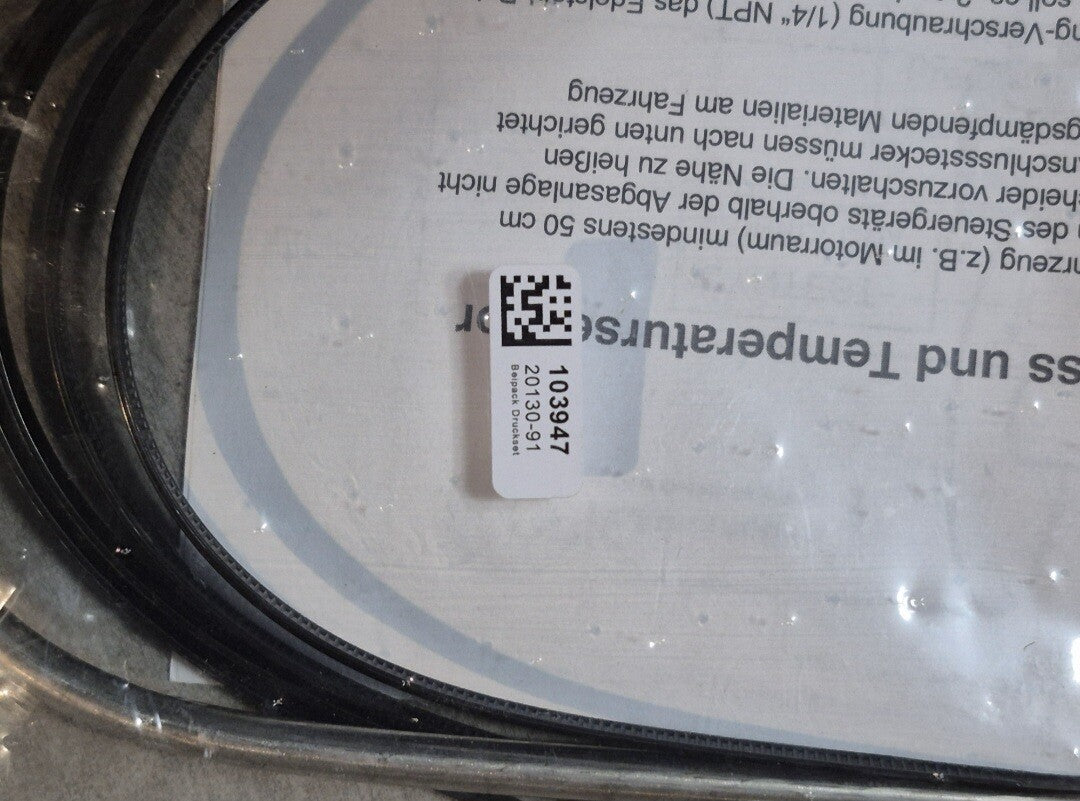 103947
20130-91
Beipack Druckset
ss und Temperatursensor
hrzeug (z.B. im Motorraum) mindestens 50 cm
des Steuergeräts oberhalb der Abgasanlage nicht
cheider vorzuschalten. Die Nähe zu heißen
nschlussstecker müssen nach unten gerichtet
gsdämpfenden Materialien am Fahrzeug
ng-Verschraubung (1/4“ NPT) das